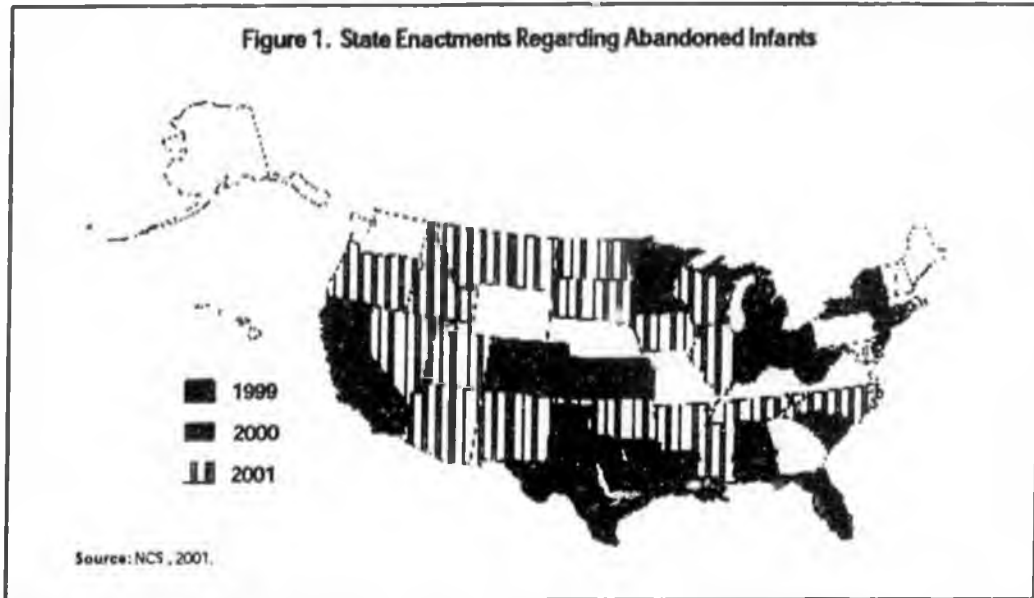 Figure 1. State Enactments Regarding Abandoned Infants
1999
2000
2001
Source: NCS , 2001.